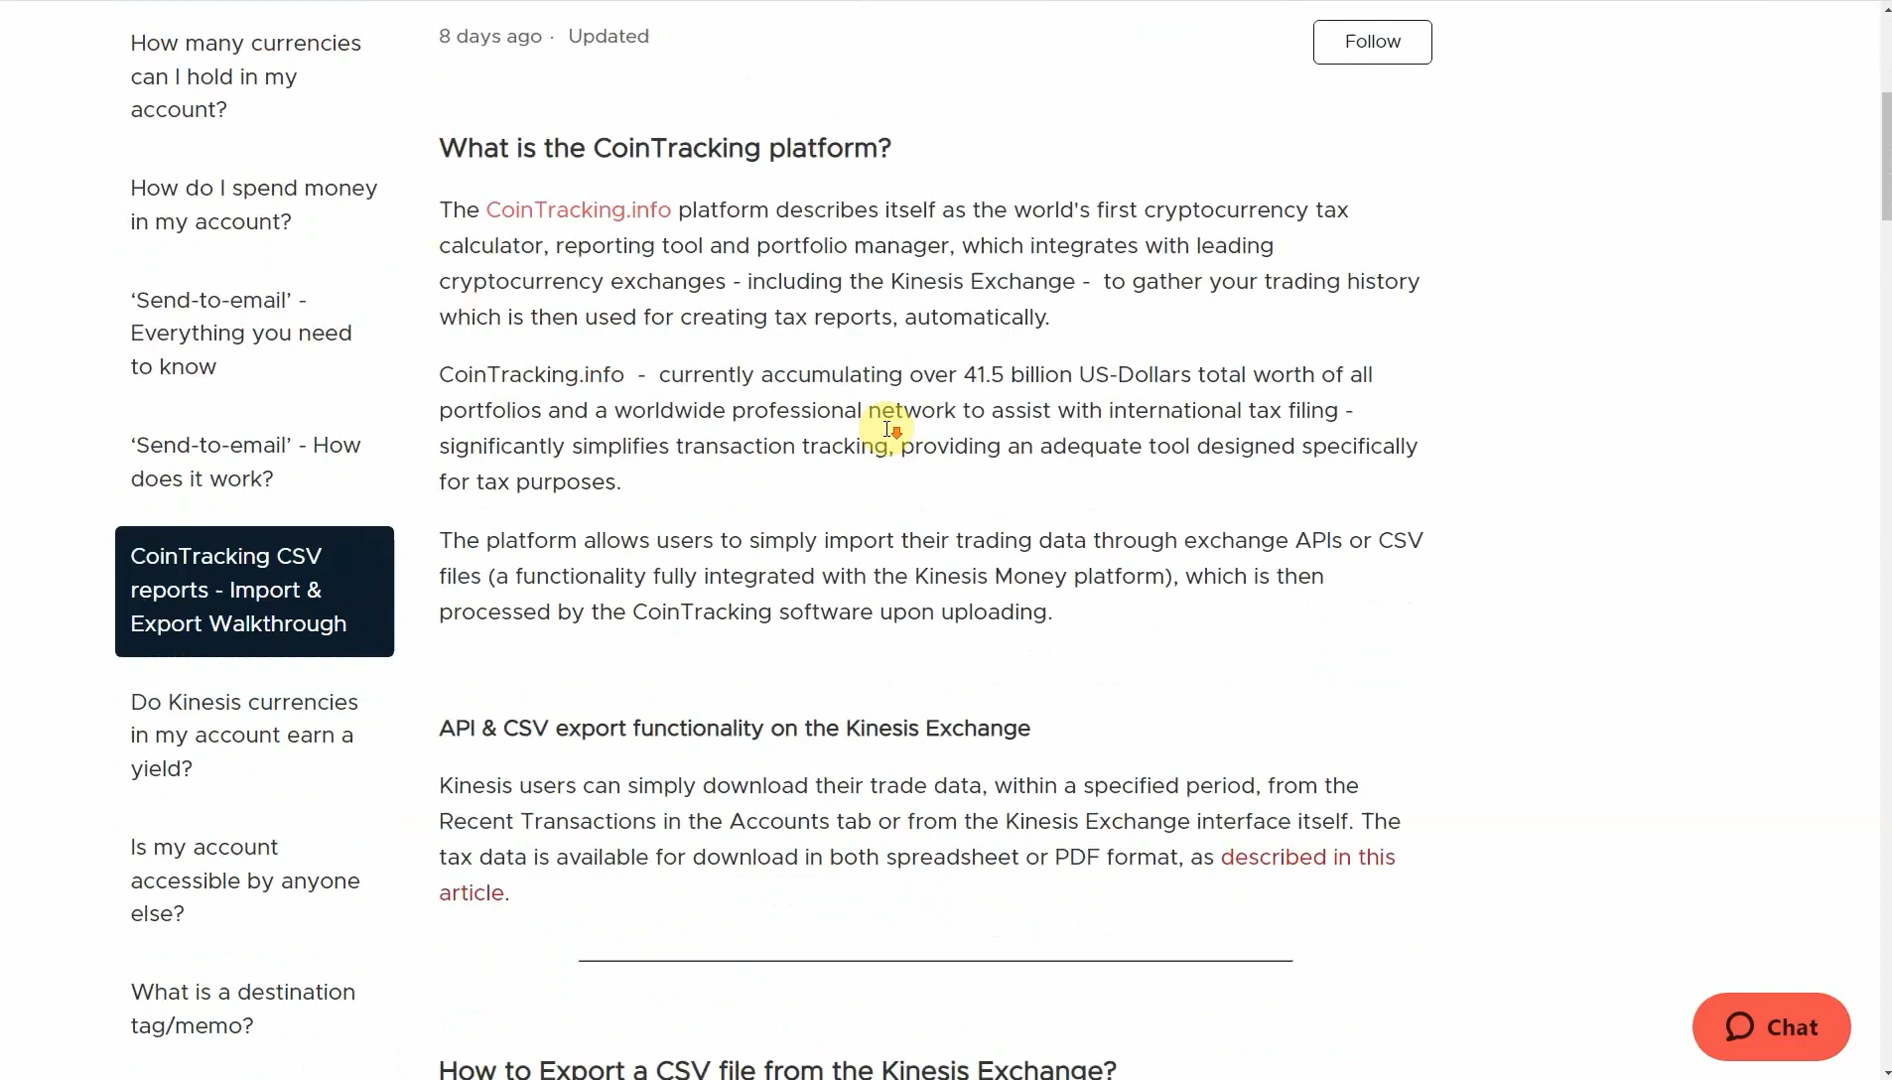 How many currencies
can I hold in my
account?
How do I spend money
in my account?
‘Send-to-email’ -
Everything you need
to know
‘Send-to-email’ - How
does it work?
CoinTracking CSV
reports - Import &
Export Walkthrough
Do Kinesis currencies
in my account earn a
yield?
Is my account
accessible by anyone
else?
What is a destination
tag/memo?
8 days ago · Updated
Follow
What is the CoinTracking platform?
The CoinTracking.info platform describes itself as the world's first cryptocurrency tax
calculator, reporting tool and portfolio manager, which integrates with leading
cryptocurrency exchanges - including the Kinesis Exchange - to gather your trading history
which is then used for creating tax reports, automatically.
CoinTracking.info - currently accumulating over 41.5 billion US-Dollars total worth of all
portfolios and a worldwide professional network to assist with international tax filing -
significantly simplifies transaction tracking, providing an adequate tool designed specifically
for tax purposes.
The platform allows users to simply import their trading data through exchange APIs or CSV
files (a functionality fully integrated with the Kinesis Money platform), which is then
processed by the CoinTracking software upon uploading.
API & CSV export functionality on the Kinesis Exchange
Kinesis users can simply download their trade data, within a specified period, from the
Recent Transactions in the Accounts tab or from the Kinesis Exchange interface itself. The
tax data is available for download in both spreadsheet or PDF format, as described in this
article.
How to Export a CSV file from the Kinesis Exchange?
Chat